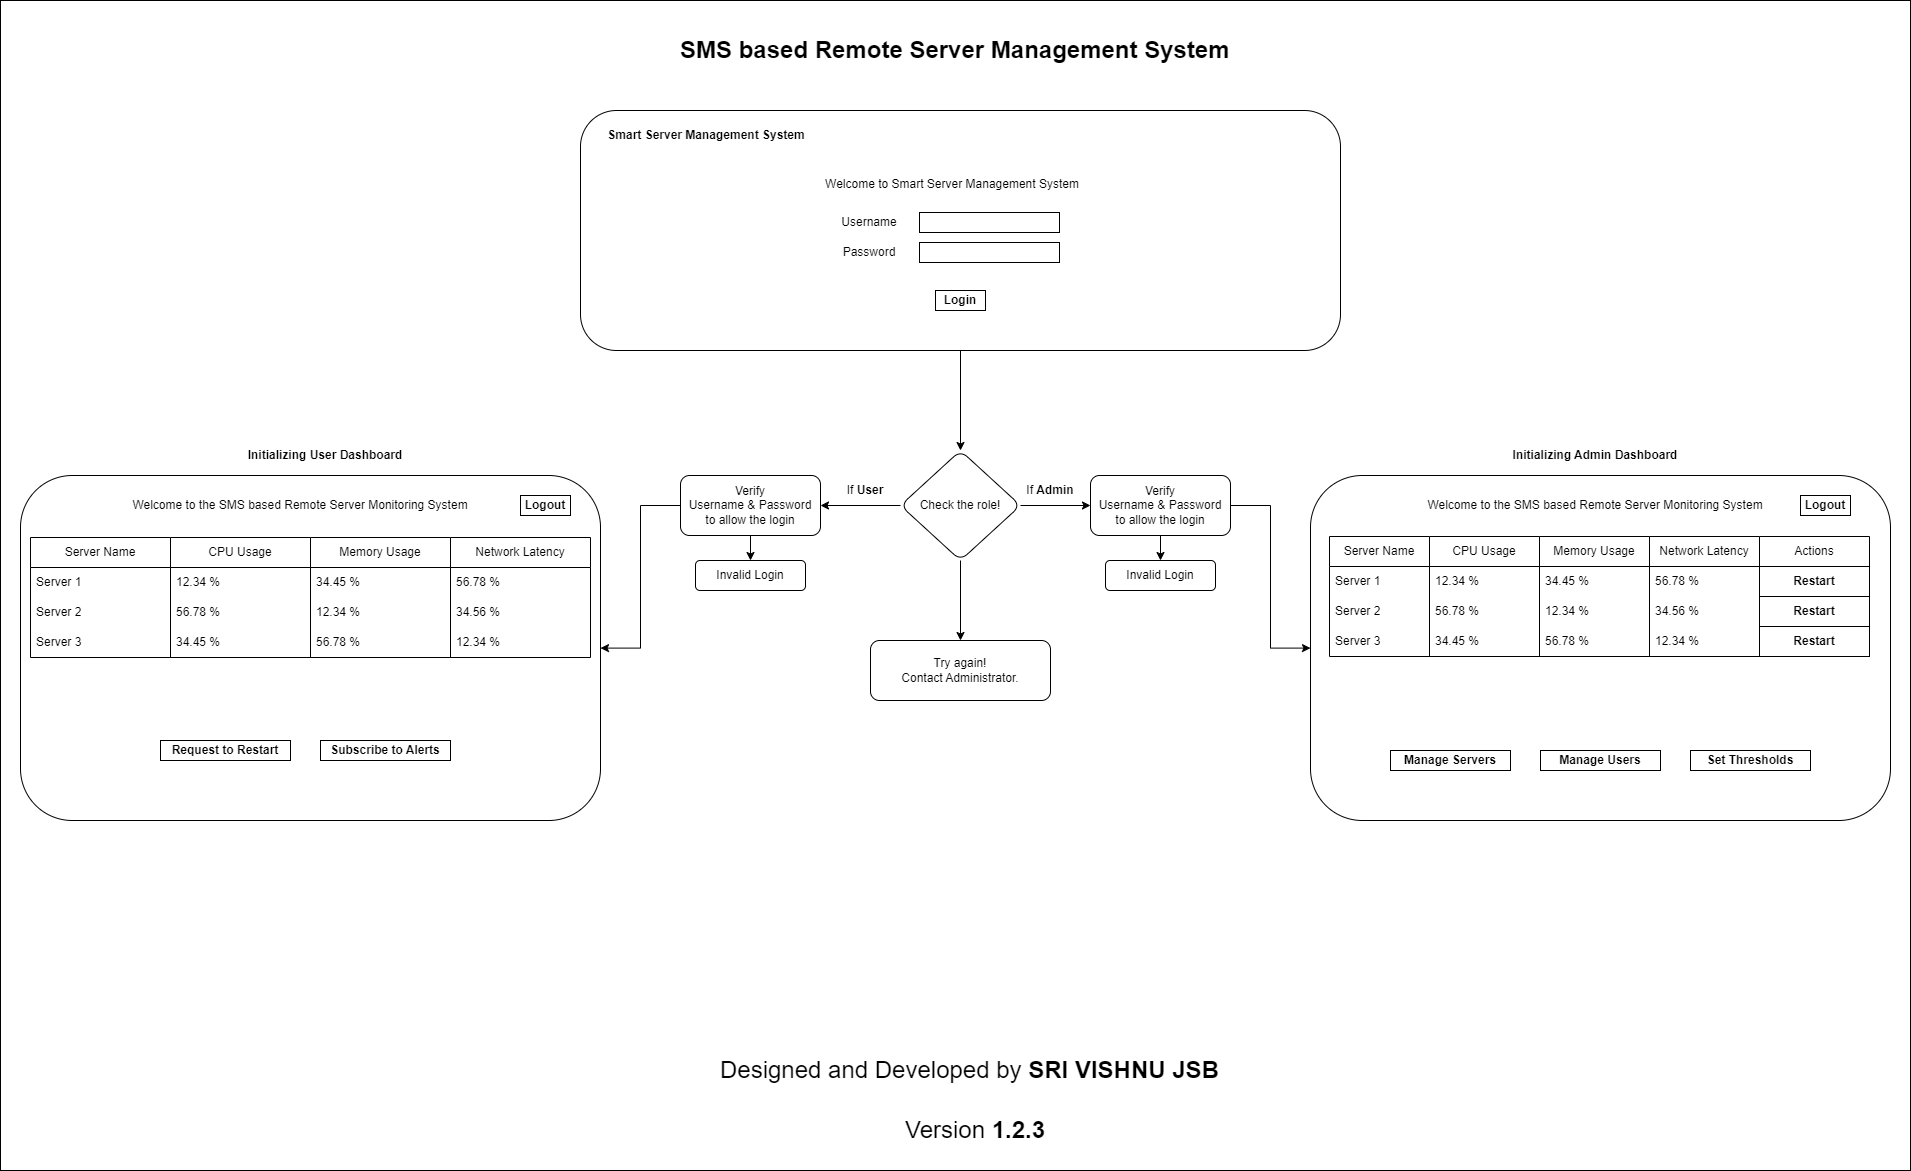 SMS based Remote Server Management System
Smart Server Management System
Welcome to Smart Server Management System
Username
Password
Login
Initializing User Dashboard
Welcome to the SMS based Remote Server Monitoring System
Logout
Server Name CPU Usage Memory Usage Network Latency
Server 1 12.34 % 34.45 % 56.78 %
Server 2 56.78 % 12.34 % 34.56 %
Server 3 34.45 % 56.78 % 12.34 %
Request to Restart
Subscribe to Alerts
Verify
Username & Password
to allow the login
Invalid Login
If User
Check the role!
If Admin
Try again!
Contact Administrator.
Verify
Username & Password
to allow the login
Invalid Login
Initializing Admin Dashboard
Welcome to the SMS based Remote Server Monitoring System
Logout
Server Name CPU Usage Memory Usage Network Latency Actions
Server 1 12.34 % 34.45 % 56.78 % Restart
Server 2 56.78 % 12.34 % 34.56 % Restart
Server 3 34.45 % 56.78 % 12.34 % Restart
Manage Servers
Manage Users
Set Thresholds
Designed and Developed by SRI VISHNU JSB
Version 1.2.3